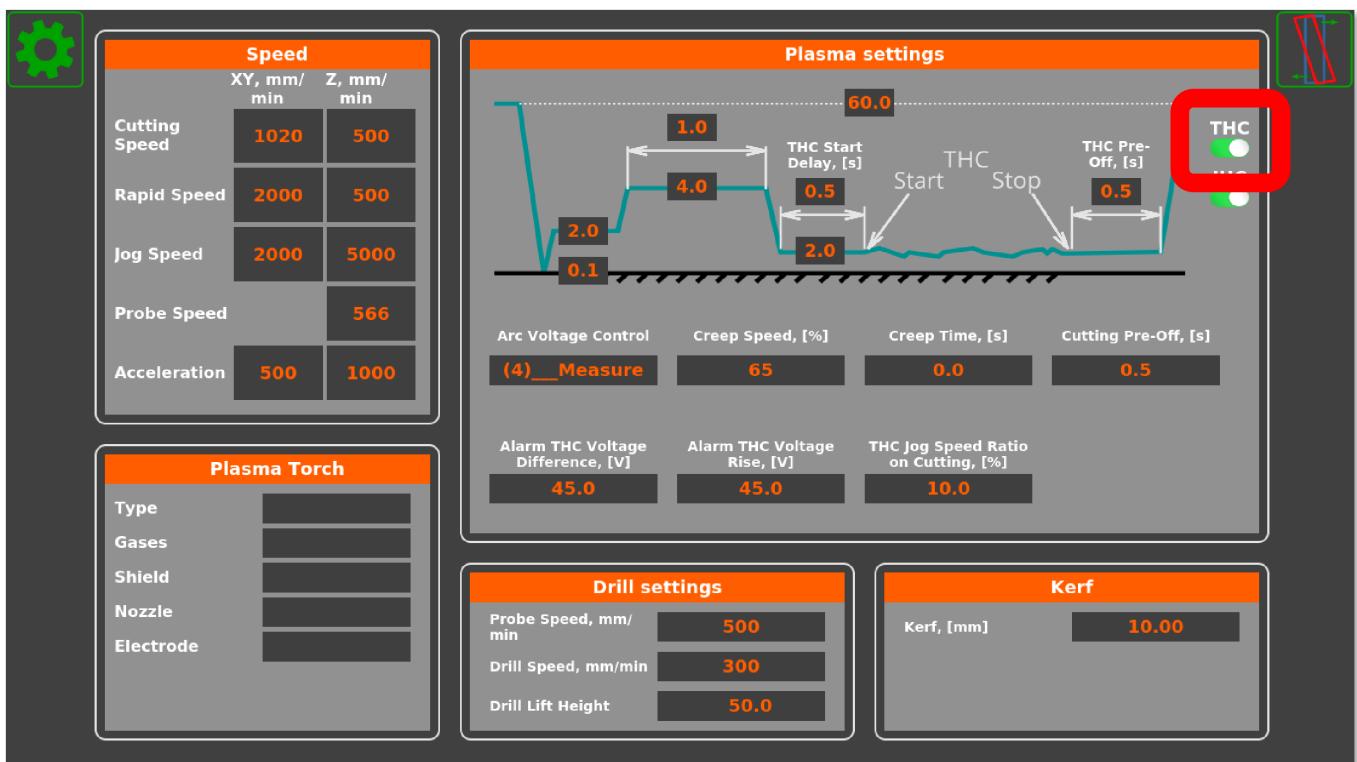 Speed
XY, mm/
min
Z, mm/
min
Cutting
Speed
1020
500
Rapid Speed
2000
500
Jog Speed
2000
5000
Probe Speed
566
Acceleration
500
1000
Plasma Torch
Type
Gases
Shield
Nozzle
Electrode
Plasma settings
60.0
1.0
THC Start
Delay, [s]
THC
Start
Stop
THC Pre-
Off, [s]
THC
4.0
0.5
0.5
2.0
2.0
0.1
Arc Voltage Control
Creep Speed, [%]
Creep Time, [s]
Cutting Pre-Off, [s]
(4)___Measure
65
0.0
0.5
Alarm THC Voltage
Difference, [V]
Alarm THC Voltage
Rise, [V]
THC Jog Speed Ratio
on Cutting, [%]
45.0
45.0
10.0
Drill settings
Probe Speed, mm/
min
500
Drill Speed, mm/min
300
Drill Lift Height
50.0
Kerf
Kerf, [mm]
10.00